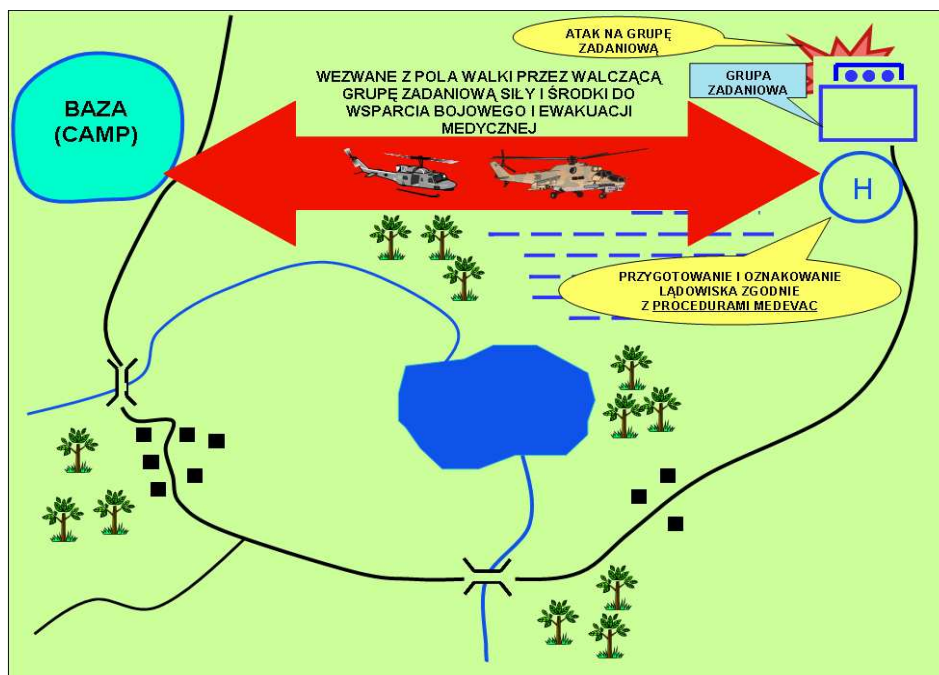 ATAK NA GRUPĘ
ZADANIOWĄ
WEZWANE Z POLA WALKI PRZEZ WALCZĄCĄ
GRUPĘ ZADANIOWĄ SIŁY I ŚRODKI DO
WSPARCIA BOJOWEGO I EWAKUACJI
MEDYCZNEJ
GRUPA
ZADANIOWA
BAZA
(CAMP)
H
PRZYGOTOWANIE I OZNAKOWANIE
LĄDOWISKA ZGODNIE
Z PROCEDURAMI MEDEVAC